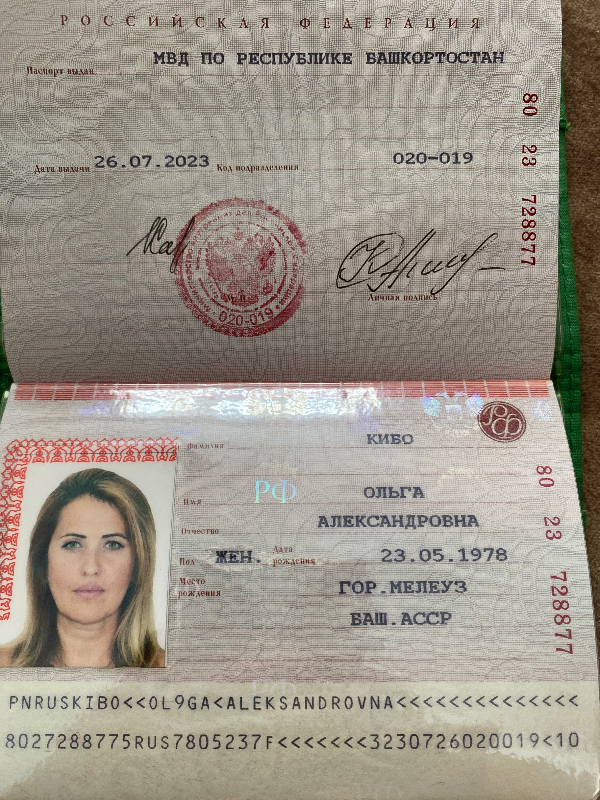 РОССИЙСКАЯ ФЕДЕРАЦИЯ
Паспорт выдан МВД ПО РЕСПУБЛИКЕ БАШКОРТОСТАН
Дата выдачи 26.07.2023 Код подразделения 020-019
80 23 728877
М.П.
Личная подпись
020-019
РФ
Фамилия КИБО
РФ
Имя ОЛЬГА
Отчество АЛЕКСАНДРОВНА
Пол ЖЕН. Дата рождения 23.05.1978
Место рождения ГОР.МЕЛЕУЗ
БАШ.АССР
80 23 728877
PNRUSKIBO<<OL9GA<ALEKSANDROVNA<<<<<<<<<<<<<<
8027288775RUS7805237F<<<<<<<3230726020019<10